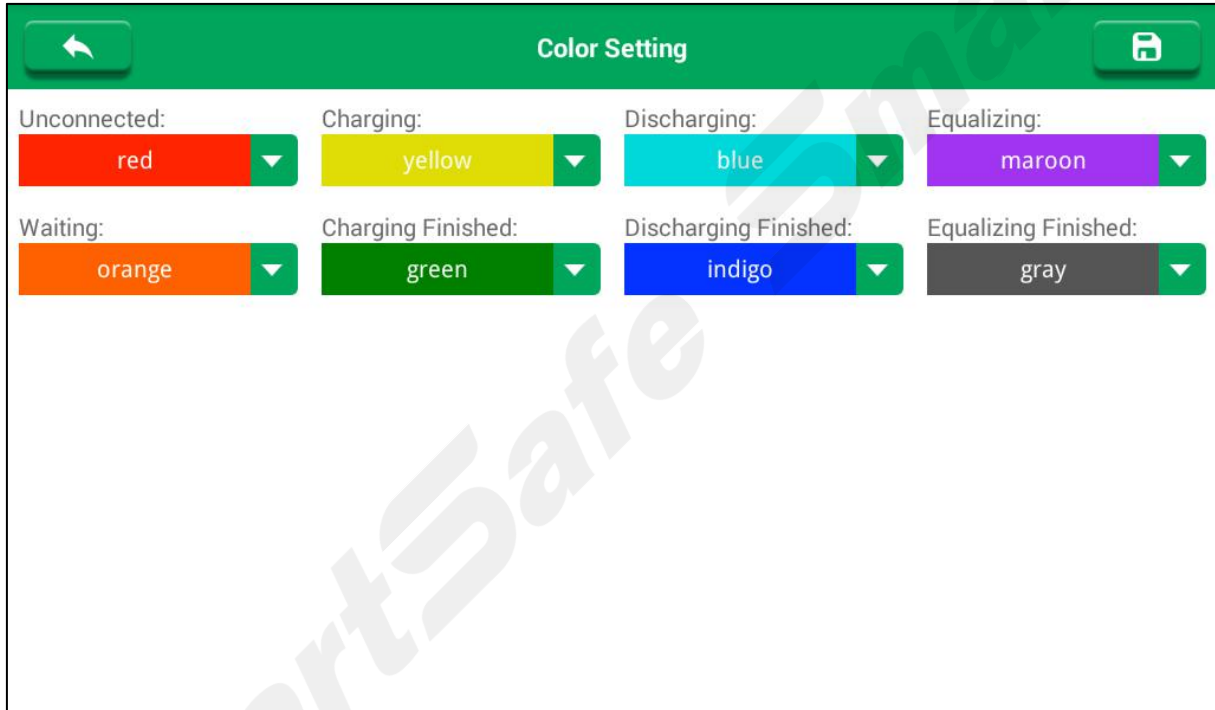 Color Setting
Unconnected: Charging: Discharging: Equalizing:
red yellow blue maroon
Waiting: Charging Finished: Discharging Finished: Equalizing Finished:
orange green indigo gray
Safe